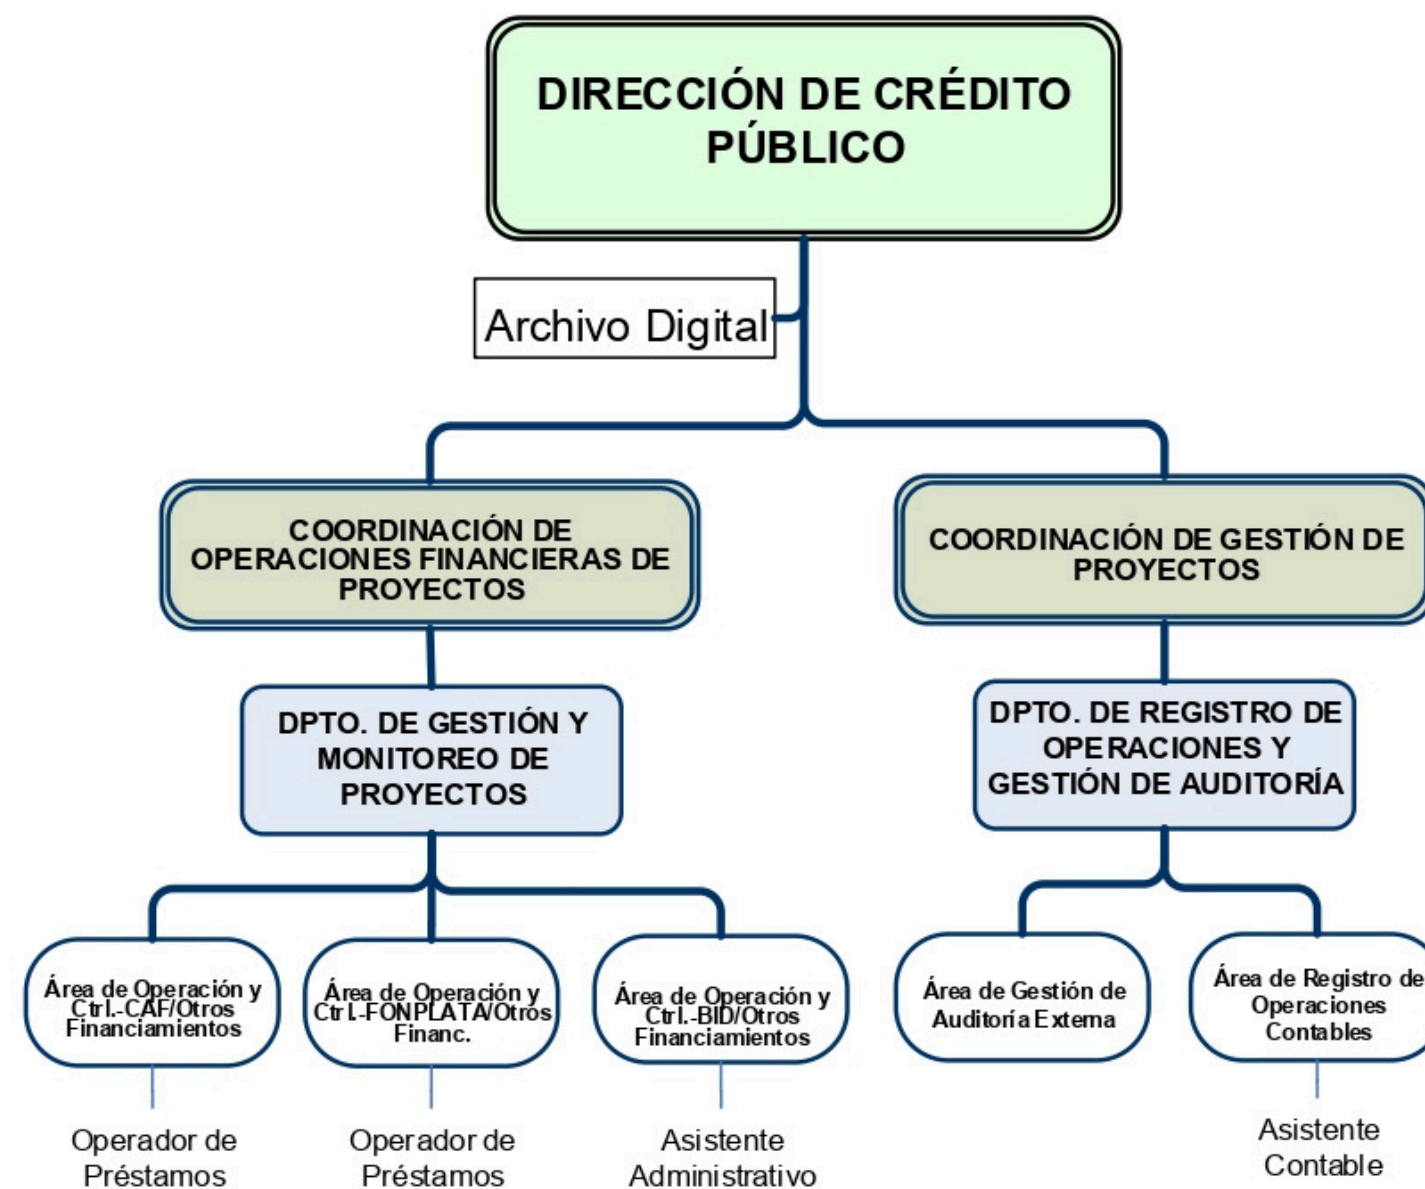 DIRECCIÓN DE CRÉDITO
PÚBLICO
Archivo Digital
COORDINACIÓN DE
OPERACIONES FINANCIERAS DE
PROYECTOS
COORDINACIÓN DE GESTIÓN DE
PROYECTOS
DPTO. DE GESTIÓN Y
MONITOREO DE
PROYECTOS
DPTO. DE REGISTRO DE
OPERACIONES Y
GESTIÓN DE AUDITORÍA
Área de Operación y
Ctrl.-CAF/Otros
Financiamientos
Área de Operación y
Ctrl.-FONPLATA/Otros
Financ.
Área de Operación y
Ctrl.-BID/Otros
Financiamientos
Área de Gestión de
Auditoría Externa
Área de Registro de
Operaciones
Contables
Operador de
Préstamos
Operador de
Préstamos
Asistente
Administrativo
Asistente
Contable